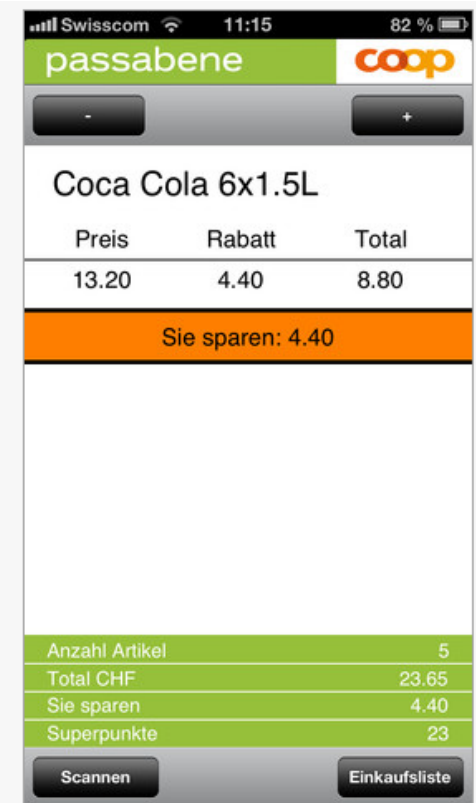 Swisscom 11:15 82 %
passabene coop
- +
Coca Cola 6x1.5L
Preis Rabatt Total
13.20 4.40 8.80
Sie sparen: 4.40
Anzahl Artikel 5
Total CHF 23.65
Sie sparen 4.40
Superpunkte 23
Scannen Einkaufsliste